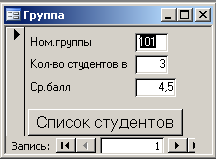 Группа
Ном.группы 101
Кол-во студентов в 3
Ср.балл 4,5
Список студентов
Запись: 1